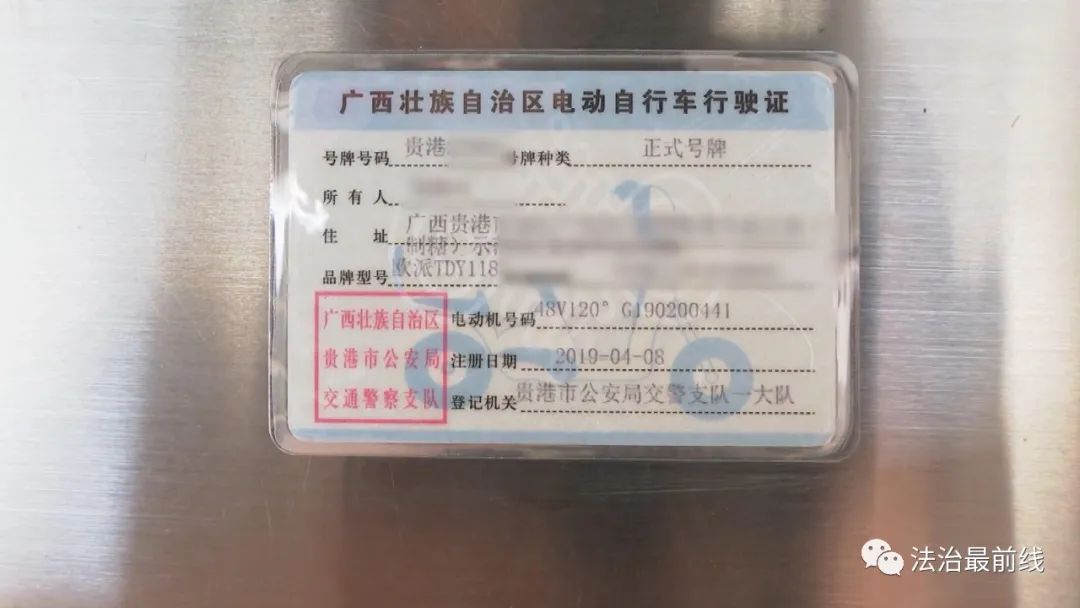 广西壮族自治区电动自行车行驶证
号牌号码 贵港 号牌种类 正式号牌
所有人
住址 广西贵港
制糖）示
品牌型号 欧派TDY118
广西壮族自治区
贵港市公安局
交通警察支队
电动机号码 48V120° G190200441
注册日期 2019-04-08
登记机关 贵港市公安局交警支队一大队
法治最前线